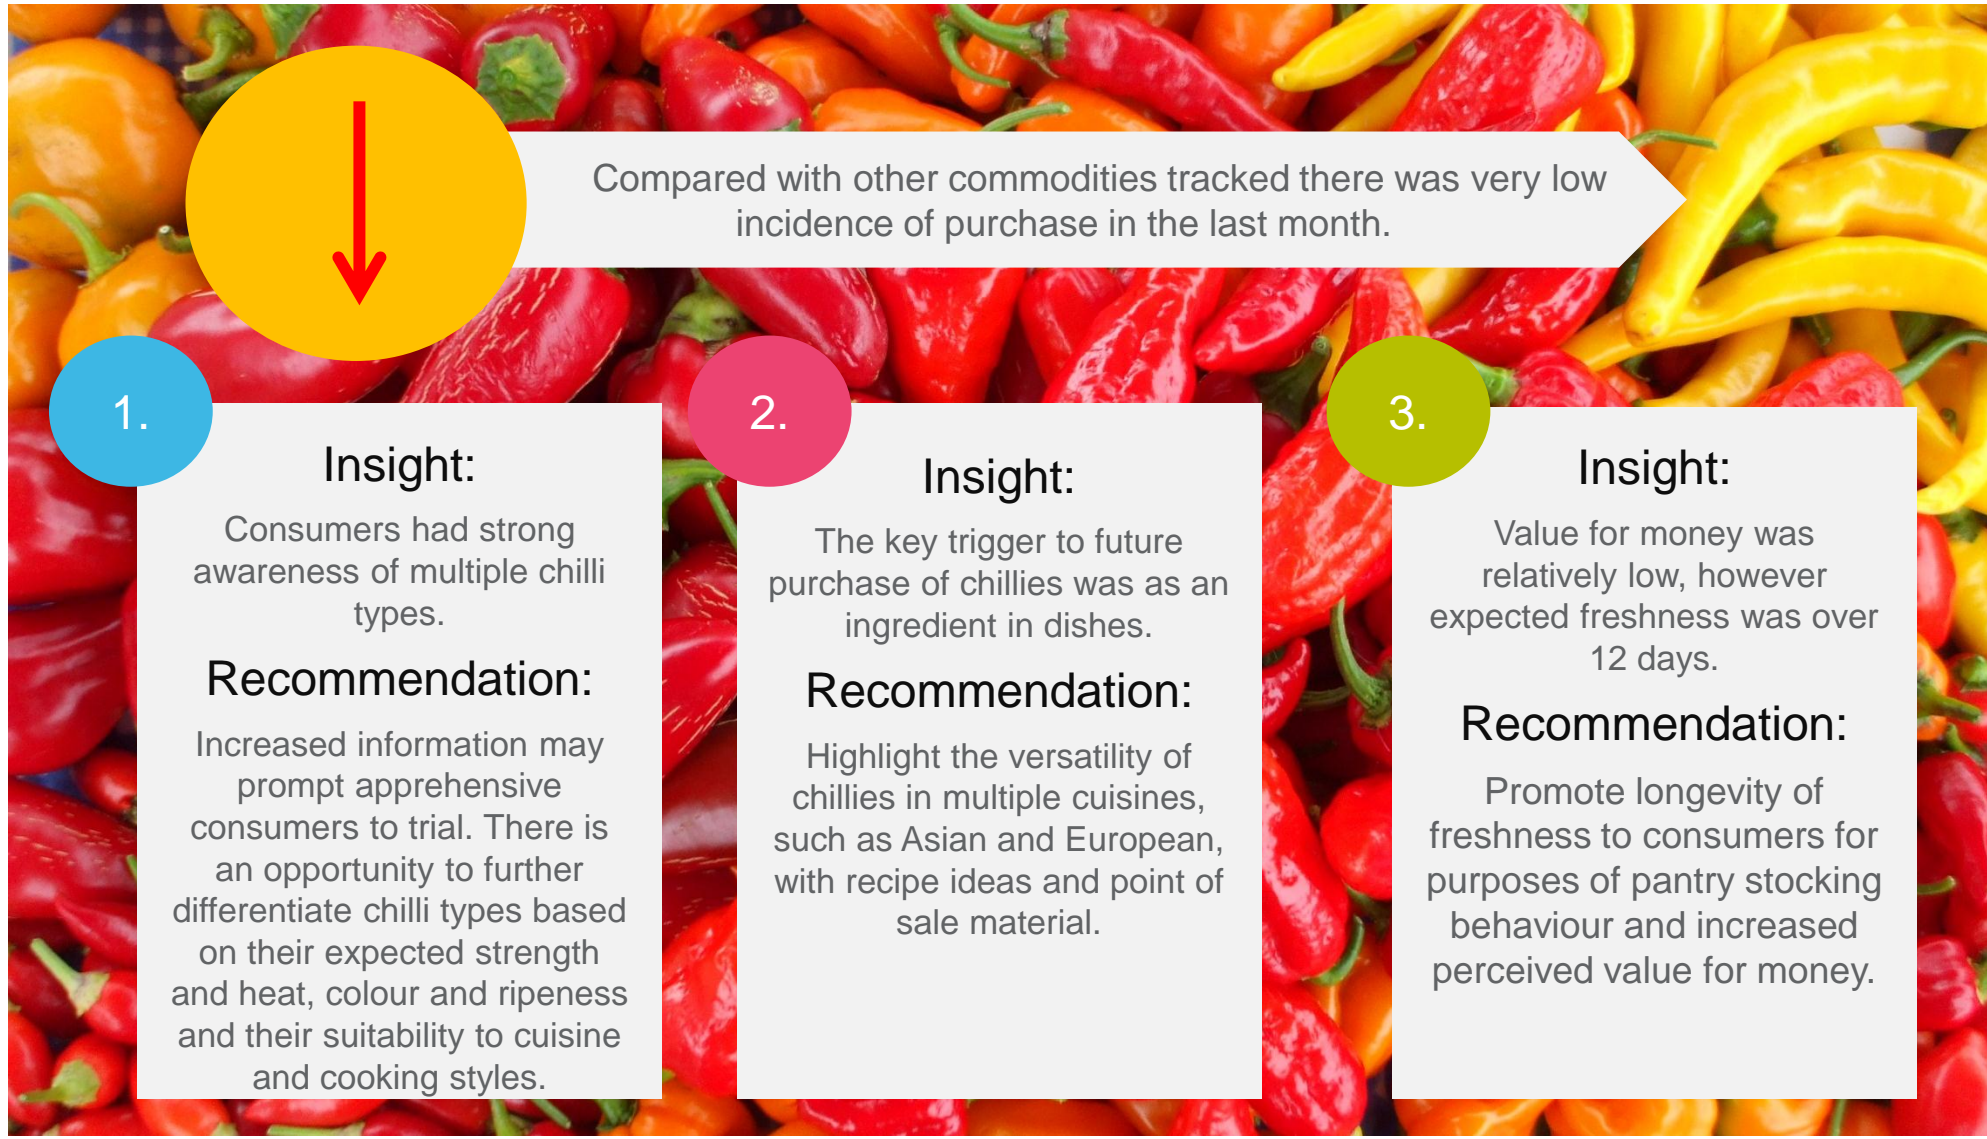 Compared with other commodities tracked there was very low
incidence of purchase in the last month.
1.
Insight:
Consumers had strong
awareness of multiple chilli
types.
Recommendation:
Increased information may
prompt apprehensive
consumers to trial. There is
an opportunity to further
differentiate chilli types based
on their expected strength
and heat, colour and ripeness
and their suitability to cuisine
and cooking styles.
2.
Insight:
The key trigger to future
purchase of chillies was as an
ingredient in dishes.
Recommendation:
Highlight the versatility of
chillies in multiple cuisines,
such as Asian and European,
with recipe ideas and point of
sale material.
3.
Insight:
Value for money was
relatively low, however
expected freshness was over
12 days.
Recommendation:
Promote longevity of
freshness to consumers for
purposes of pantry stocking
behaviour and increased
perceived value for money.